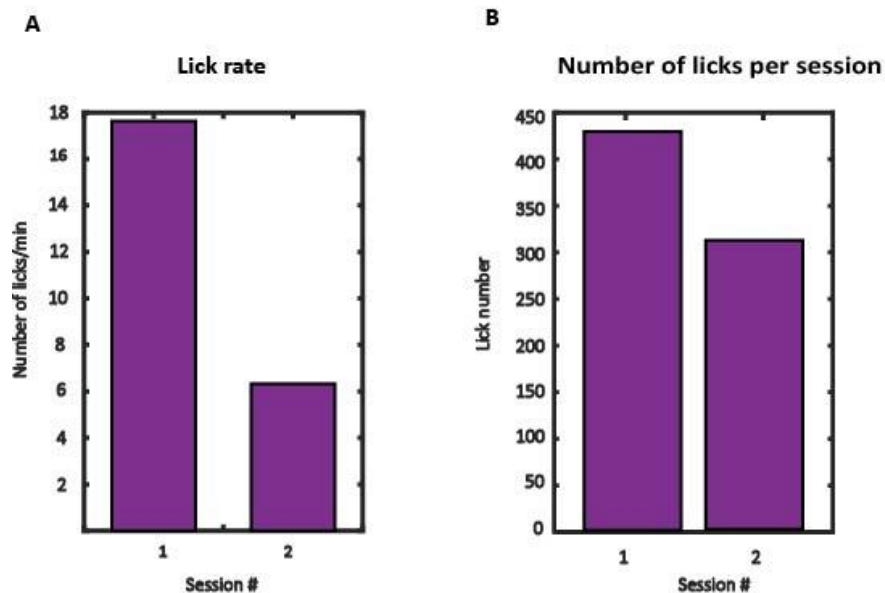 A
Lick rate
Number of licks/min
18
16
14
12
10
8
6
4
2
1 2
Session #
B
Number of licks per session
Lick number
450
400
350
300
250
200
150
100
50
0
1 2
Session #